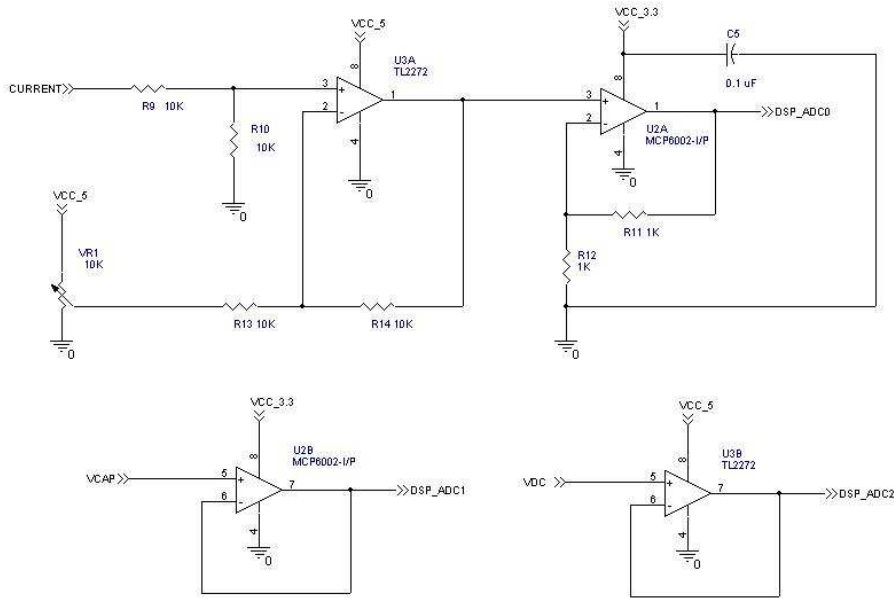 VCC_5
U3A
TL2272
8
3
2
1
4
0
CURRENT
R9 10K
R10
10K
0
VCC_3.3
C5
0.1 uF
8
3
2
1
4
0
U2A
MCP6002-I/P
DSP_ADC0
R11 1K
R12
1K
0
VCC_5
VR1
10K
0
R13 10K
R14 10K
VCC_3.3
U2B
MCP6002-I/P
8
VCAP
5
6
7
4
0
DSP_ADC1
VCC_5
U3B
TL2272
8
VDC
5
6
7
4
0
DSP_ADC2